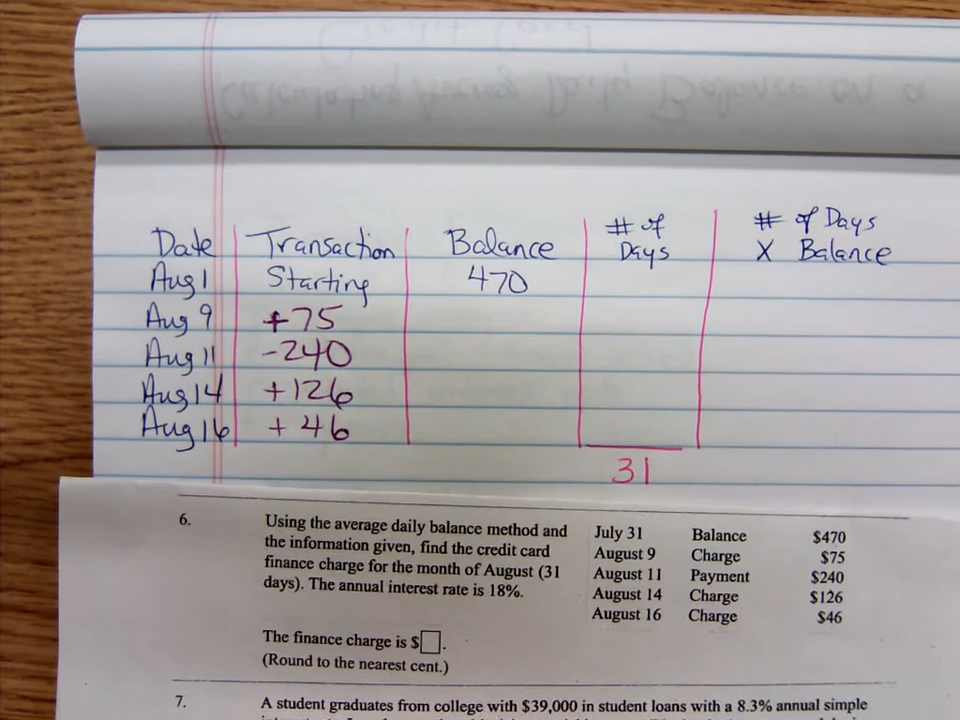 Date Transaction Balance # of Days # of Days X Balance
Aug 1 Starting 470
Aug 9 +75
Aug 11 -240
Aug 14 +126
Aug 16 + 46
31
6. Using the average daily balance method and
the information given, find the credit card
finance charge for the month of August (31
days). The annual interest rate is 18%.
The finance charge is $ .
(Round to the nearest cent.)
July 31 Balance $470
August 9 Charge $75
August 11 Payment $240
August 14 Charge $126
August 16 Charge $46
7. A student graduates from college with $39,000 in student loans with a 8.3% annual simple